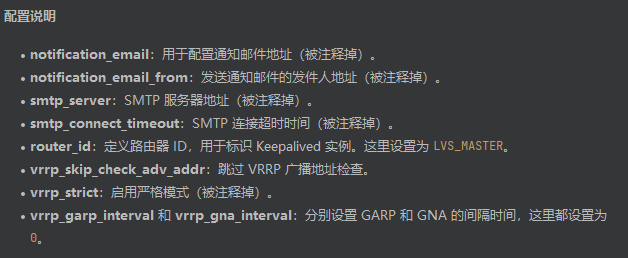 配置说明
• notification_email：用于配置通知邮件地址（被注释掉）。
• notification_email_from：发送通知邮件的发件人地址（被注释掉）。
• smtp_server：SMTP 服务器地址（被注释掉）。
• smtp_connect_timeout：SMTP 连接超时时间（被注释掉）。
• router_id：定义路由器 ID，用于标识 Keepalived 实例。这里设置为 LVS_MASTER。
• vrrp_skip_check_adv_addr：跳过 VRRP 广播地址检查。
• vrrp_strict：启用严格模式（被注释掉）。
• vrrp_garp_interval 和 vrrp_gna_interval：分别设置 GARP 和 GNA 的间隔时间，这里都设置为
0。